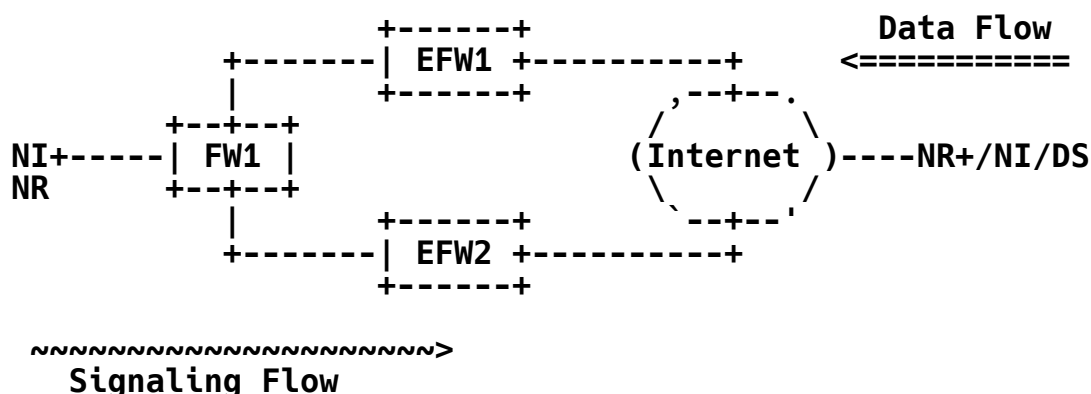 +------+                  Data Flow
              +-------| EFW1 +----------+     <===========
              |       +------+       ,--+--.
           +--+--+                  /       \
   NI+-----| FW1 |                 (Internet )----NR+/NI/DS
   NR      +--+--+                  \       /
              |       +------+       `--+--'
              +-------| EFW2 +----------+
                      +------+

    ~~~~~~~~~~~~~~~~~~~~~>
      Signaling Flow